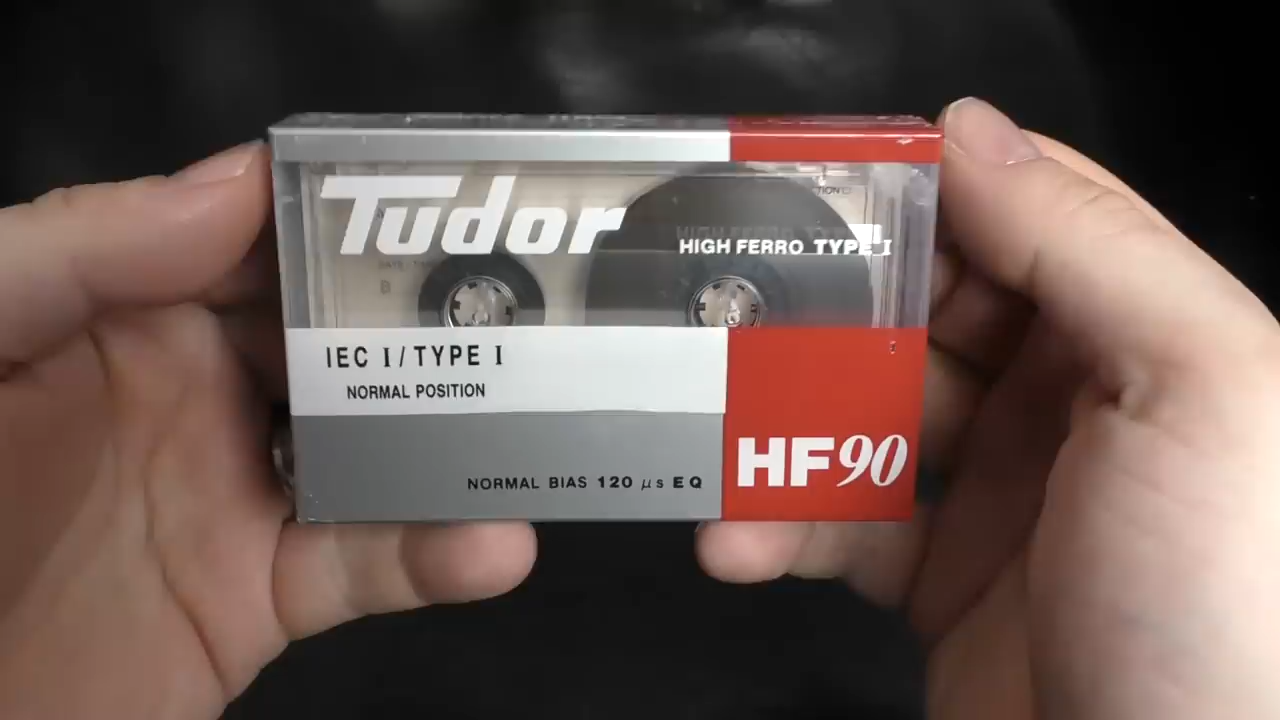 Tudor
HIGH FERRO TYPE I
B
IEC I / TYPE I
NORMAL POSITION
NORMAL BIAS 120 μs EQ
HF90